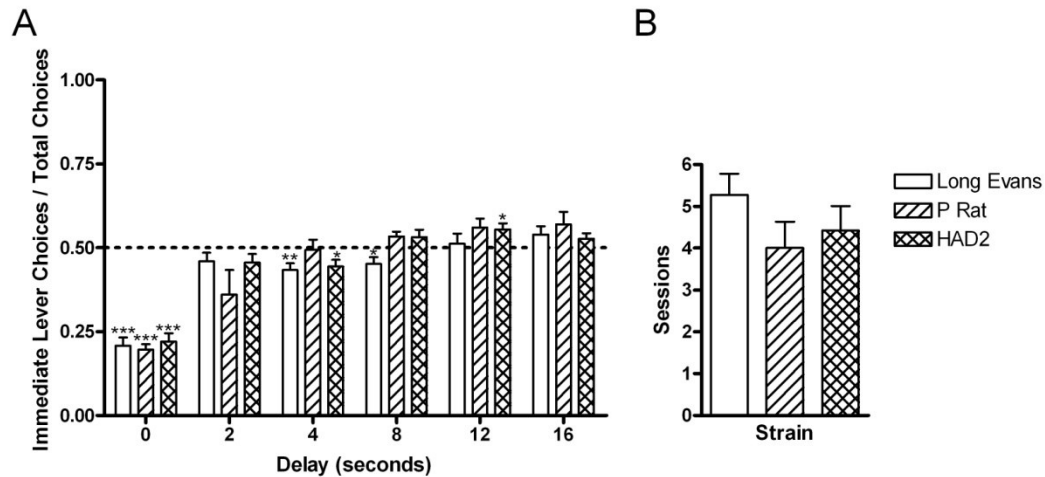 A
Immediate Lever Choices / Total Choices
1.00
0.75
0.50
0.25
0.00
*** *** ***
** *
*
*
0 2 4 8 12 16
Delay (seconds)
B
Sessions
6
5
4
3
2
1
0
Strain
Long Evans
P Rat
HAD2